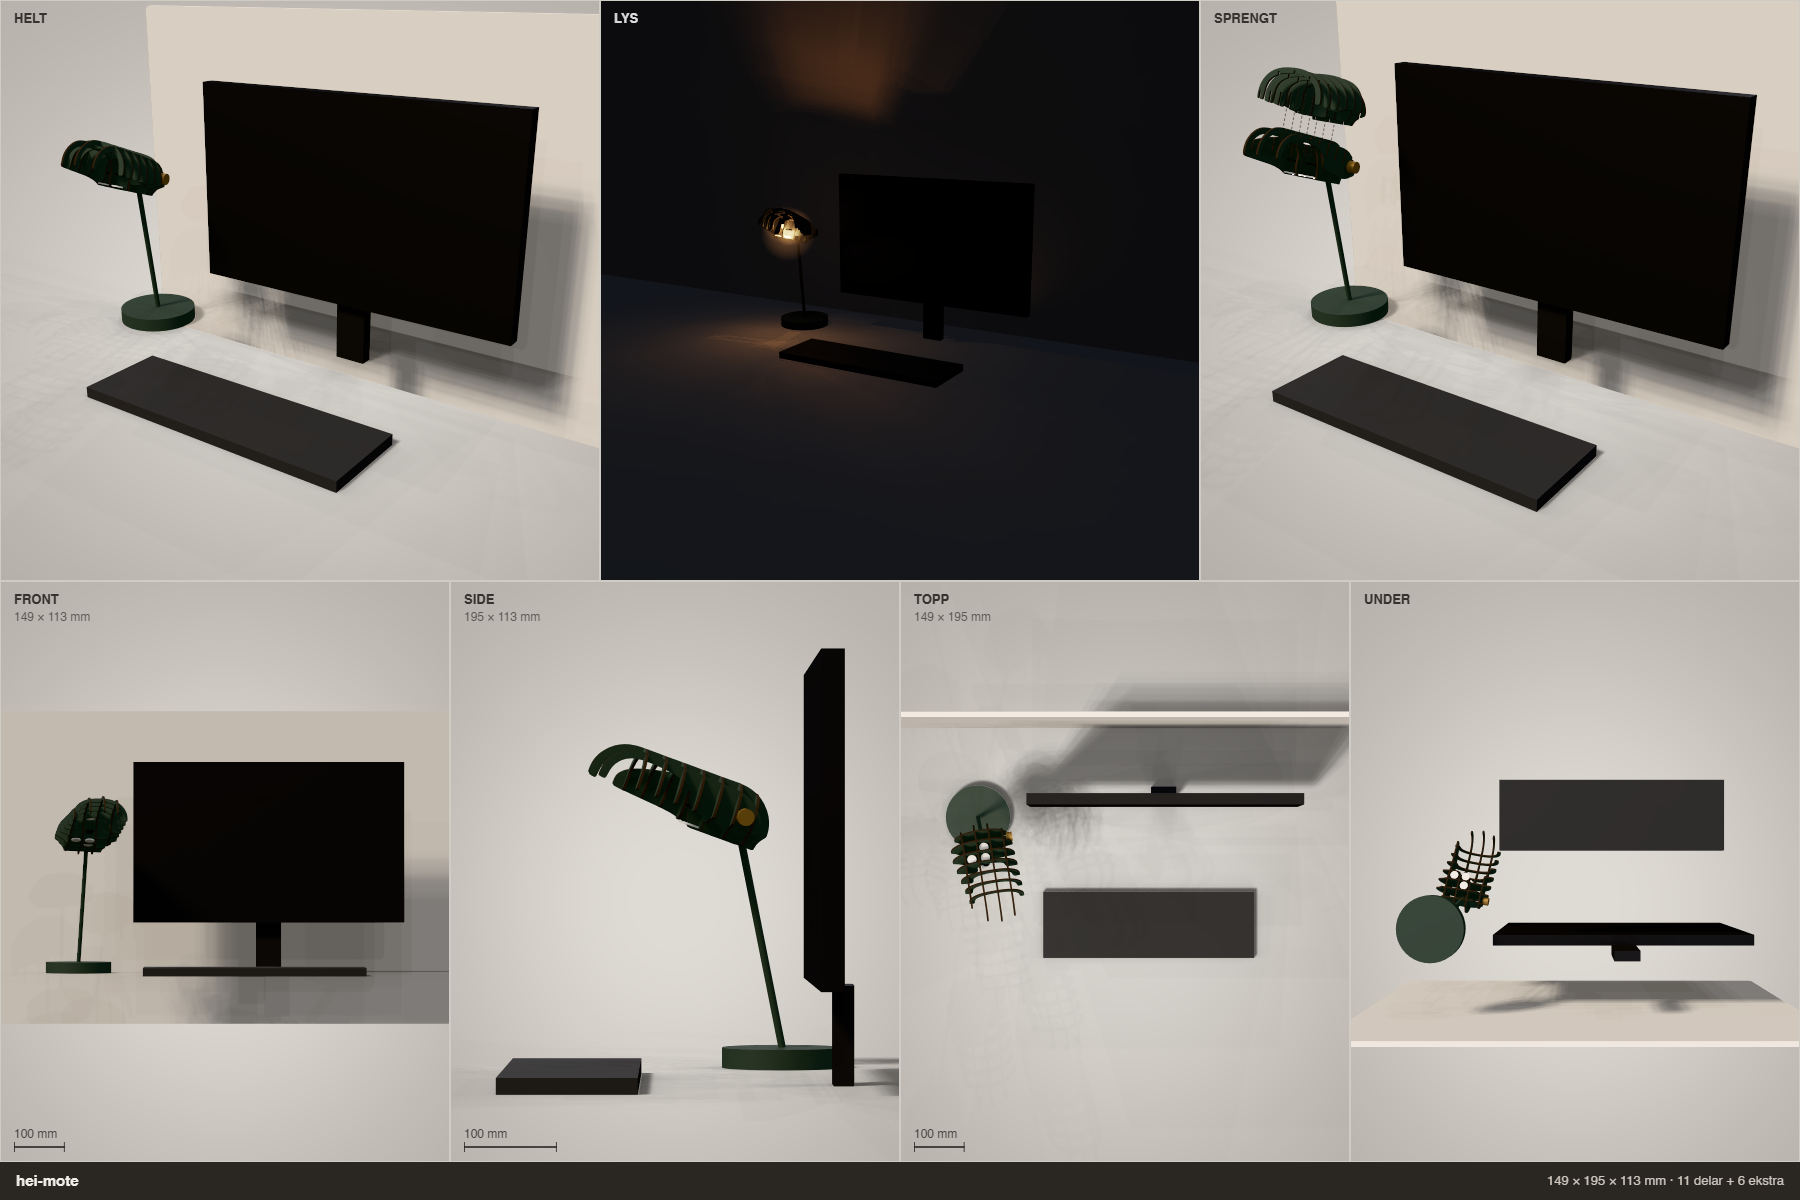 HELT
LYS
SPRENGT
FRONT
149 × 113 mm
SIDE
195 × 113 mm
TOPP
149 × 195 mm
UNDER
100 mm
100 mm
100 mm
hei-mote
149 × 195 × 113 mm · 11 delar + 6 ekstra